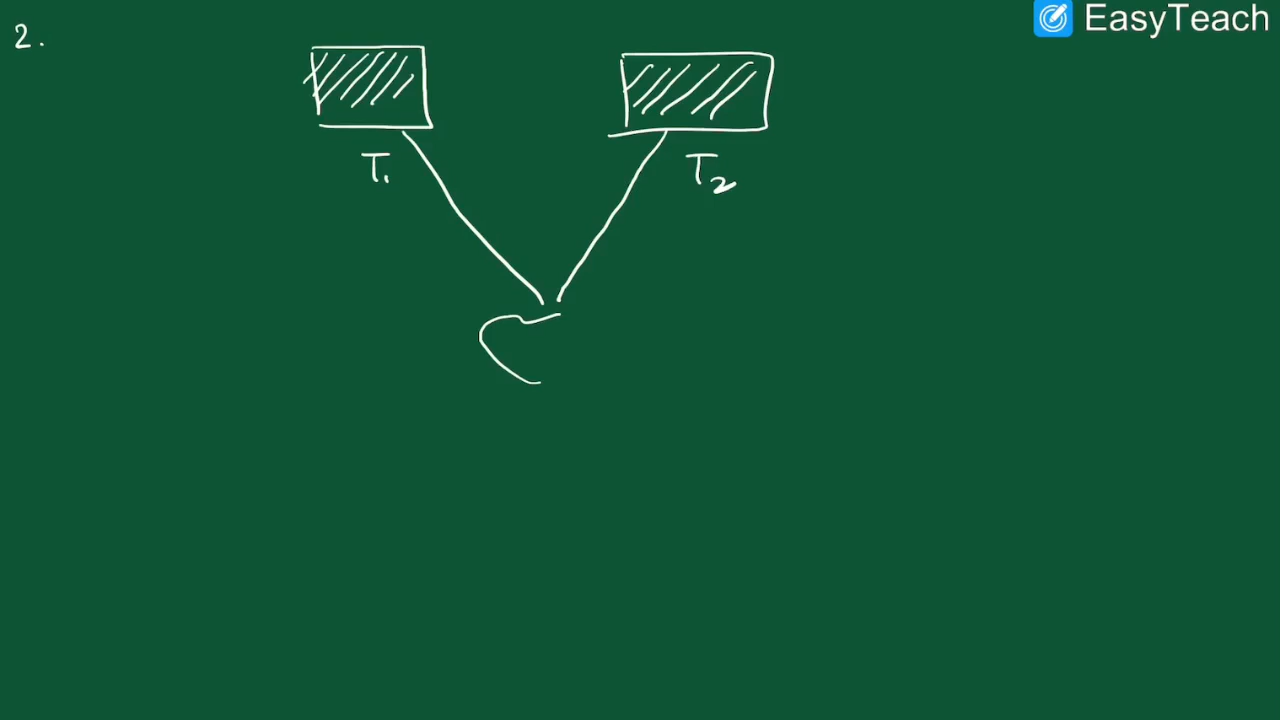 EasyTeach
2.
T₁
T₂